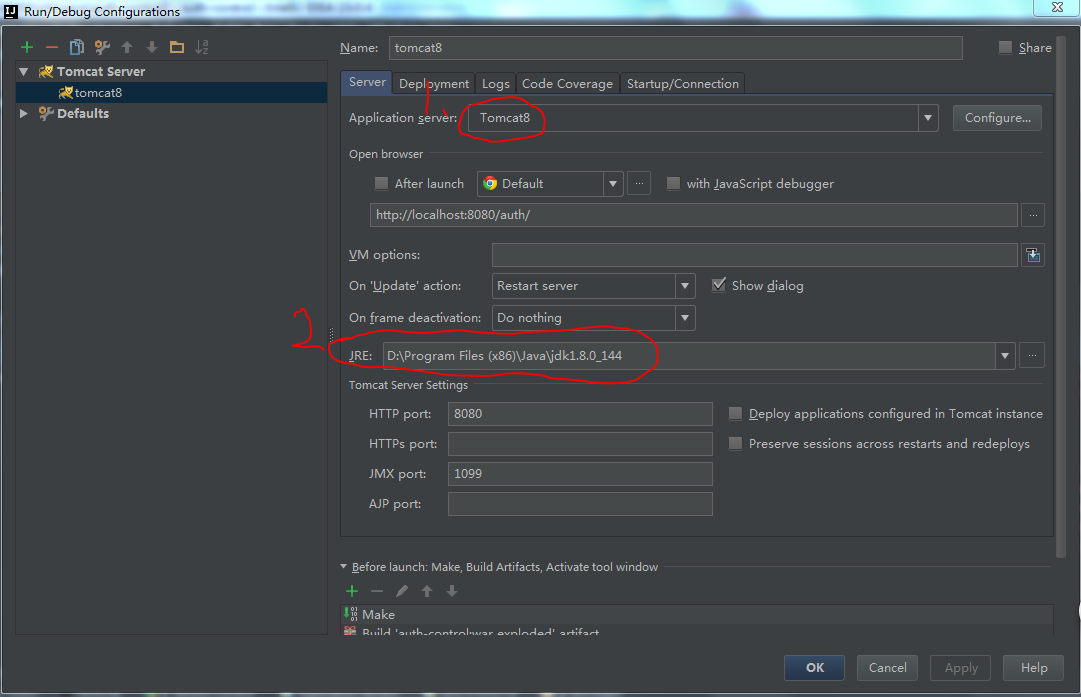 Run/Debug Configurations
Name: tomcat8 Share
Tomcat Server
tomcat8
Defaults
Server Deployment Logs Code Coverage Startup/Connection
1、
Application server: Tomcat8 Configure...
Open browser
After launch Default ... with JavaScript debugger
http://localhost:8080/auth/ ...
VM options:
On 'Update' action: Restart server Show dialog
On frame deactivation: Do nothing
2
JRE: D:\Program Files (x86)\Java\jdk1.8.0_144 ...
Tomcat Server Settings
HTTP port: 8080 Deploy applications configured in Tomcat instance
HTTPs port: Preserve sessions across restarts and redeploys
JMX port: 1099
AJP port:
Before launch: Make, Build Artifacts, Activate tool window
Make
Build 'auth-control:war exploded' artifact
OK Cancel Apply Help